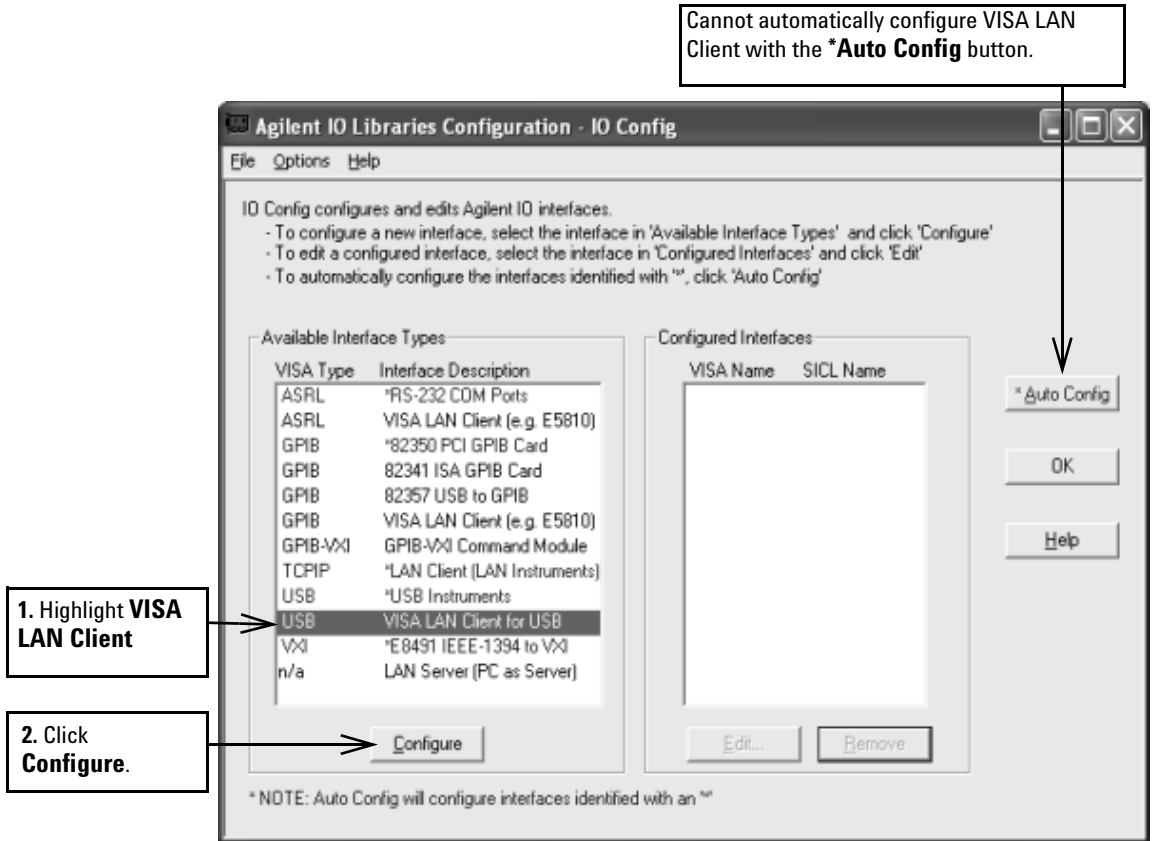 Cannot automatically configure VISA LAN
Client with the *Auto Config button.
Agilent IO Libraries Configuration - IO Config
File Options Help
IO Config configures and edits Agilent IO interfaces.
- To configure a new interface, select the interface in 'Available Interface Types' and click 'Configure'
- To edit a configured interface, select the interface in 'Configured Interfaces' and click 'Edit'
- To automatically configure the interfaces identified with '*', click 'Auto Config'
Available Interface Types
VISA Type Interface Description
ASRL *RS-232 COM Ports
ASRL VISA LAN Client (e.g. E5810)
GPIB *82350 PCI GPIB Card
GPIB 82341 ISA GPIB Card
GPIB 82357 USB to GPIB
GPIB VISA LAN Client (e.g. E5810)
GPIB-VXI GPIB-VXI Command Module
TCPIP *LAN Client (LAN Instruments)
USB *USB Instruments
USB VISA LAN Client for USB
VXI *E8491 IEEE-1394 to VXI
n/a LAN Server (PC as Server)
Configure
Configured Interfaces
VISA Name SICL Name
Edit... Remove
* Auto Config
OK
Help
1. Highlight VISA
LAN Client
2. Click
Configure.
* NOTE: Auto Config will configure interfaces identified with an '*'